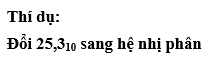 Thí dụ:
Đổi 25,3₁₀ sang hệ nhị phân